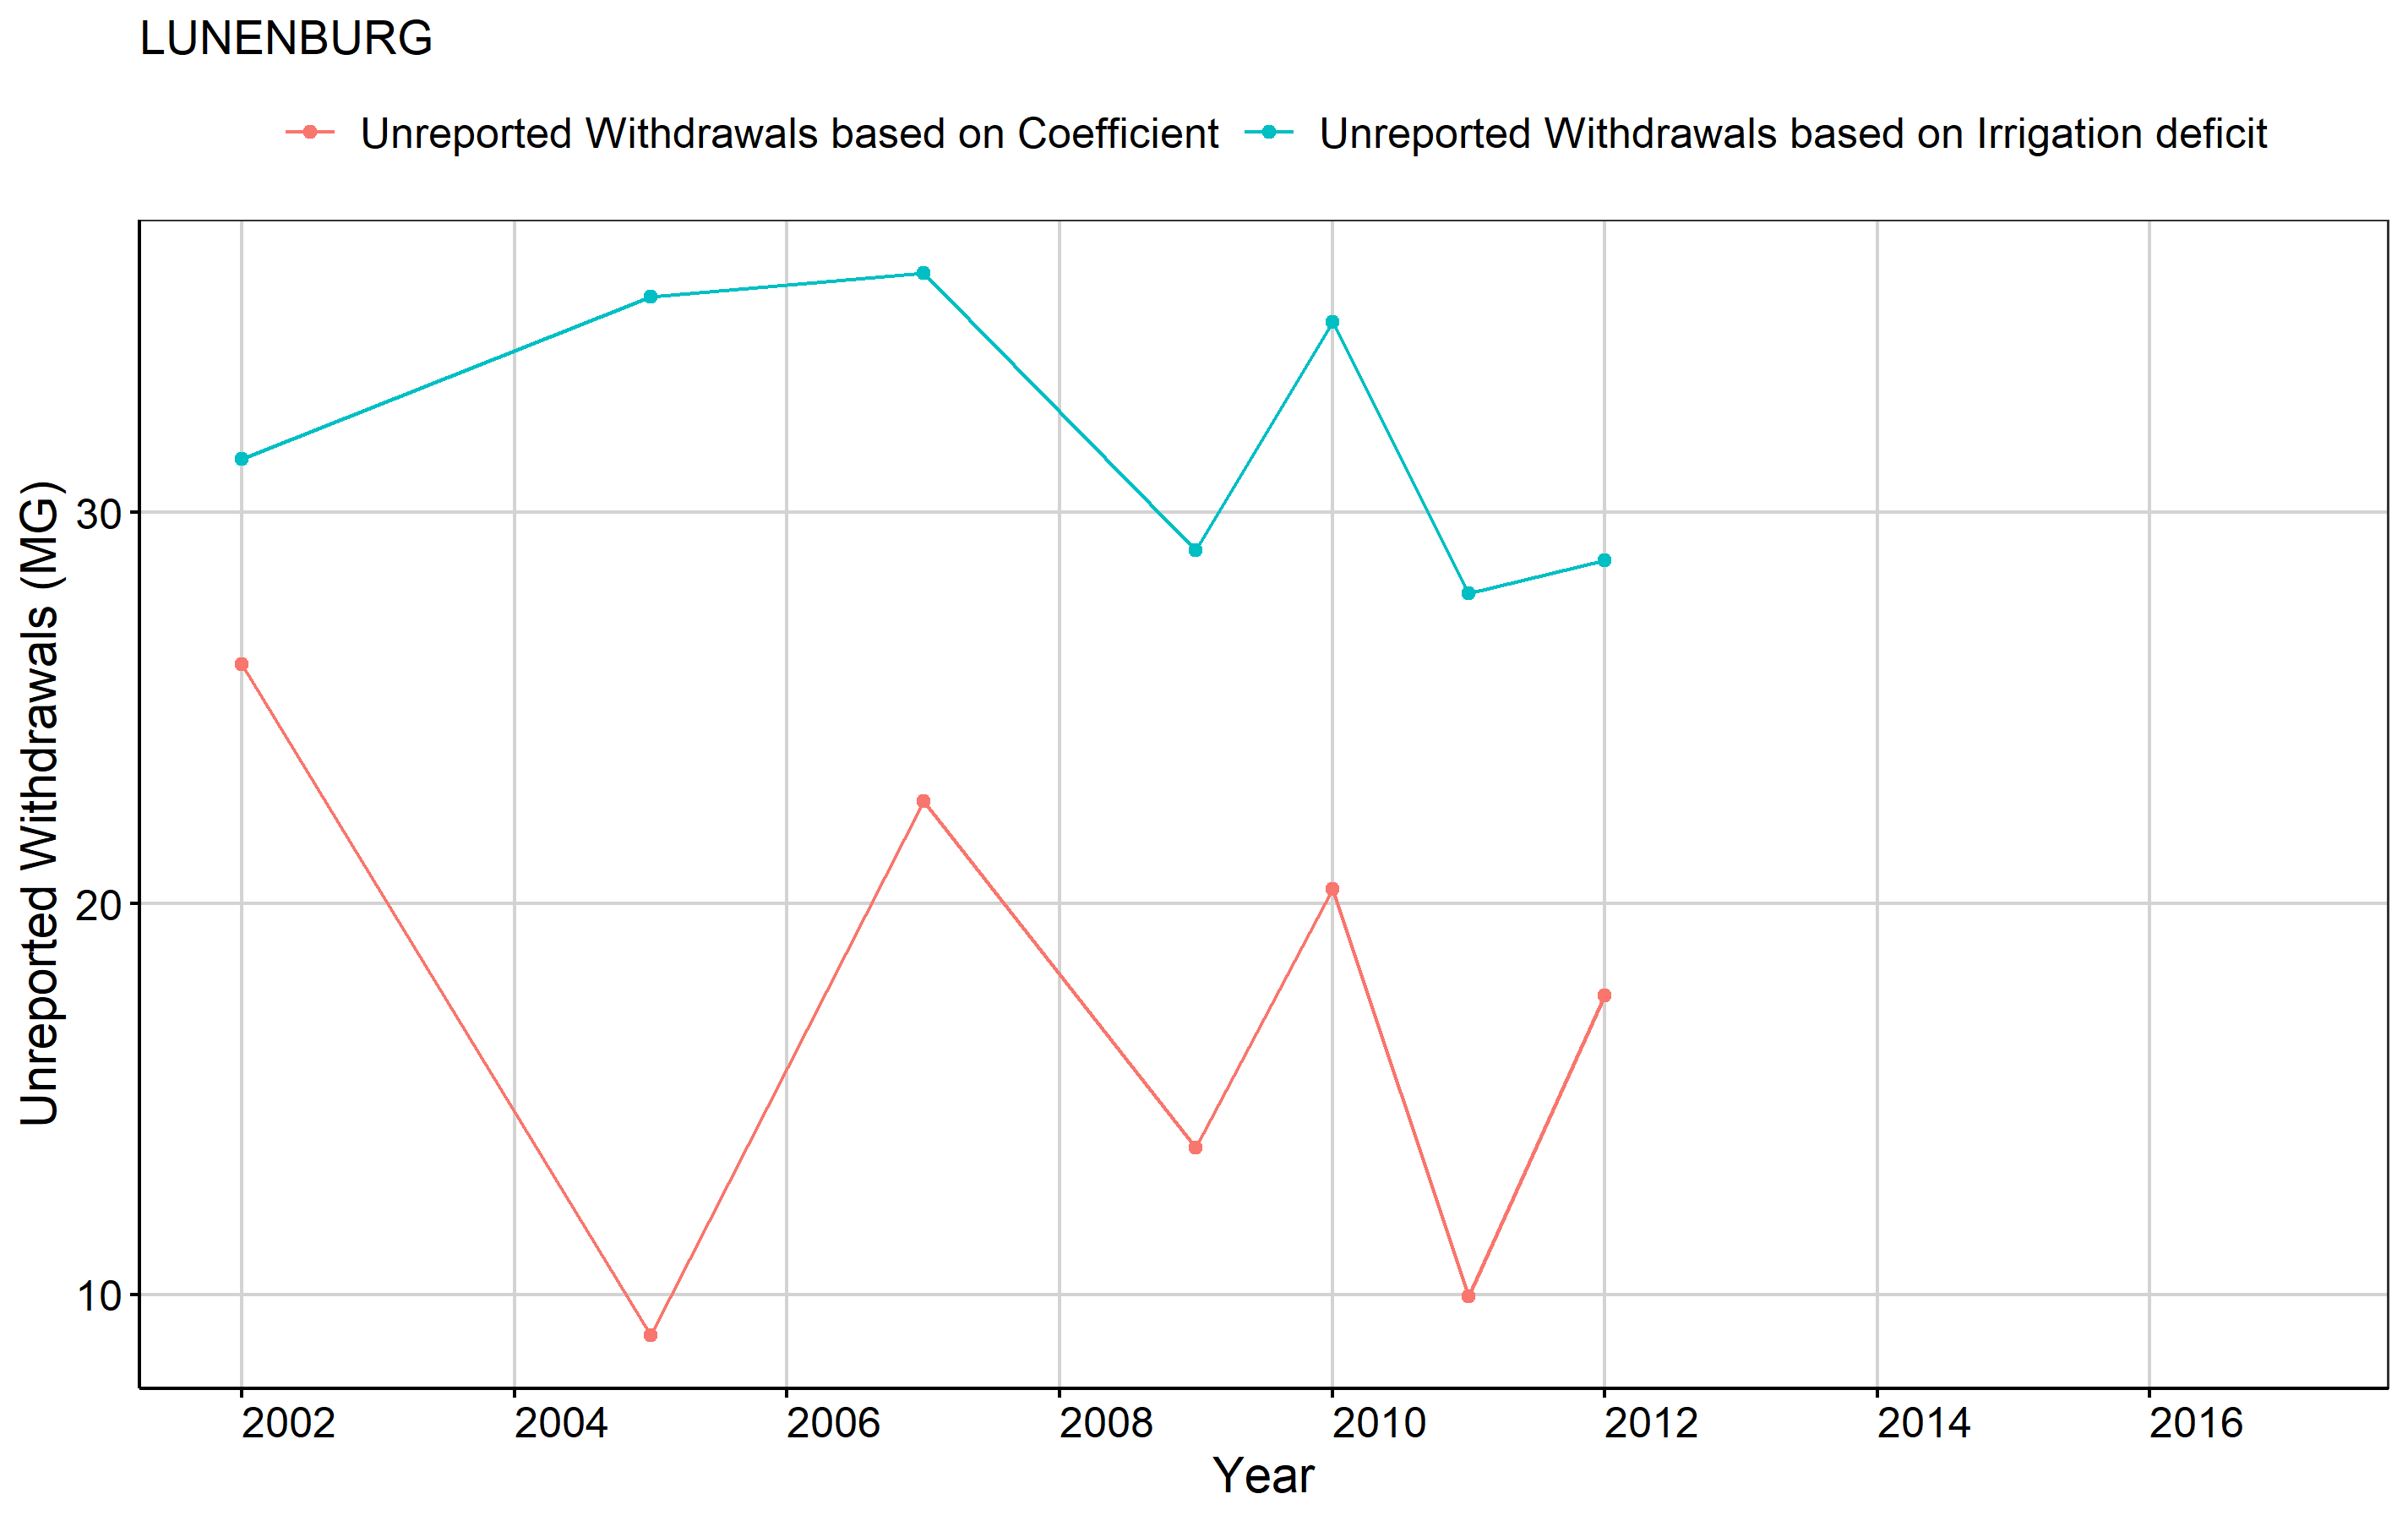 LUNENBURG
Unreported Withdrawals based on Coefficient Unreported Withdrawals based on Irrigation deficit
Unreported Withdrawals (MG)
30
20
10
2002 2004 2006 2008 2010 2012 2014 2016
Year